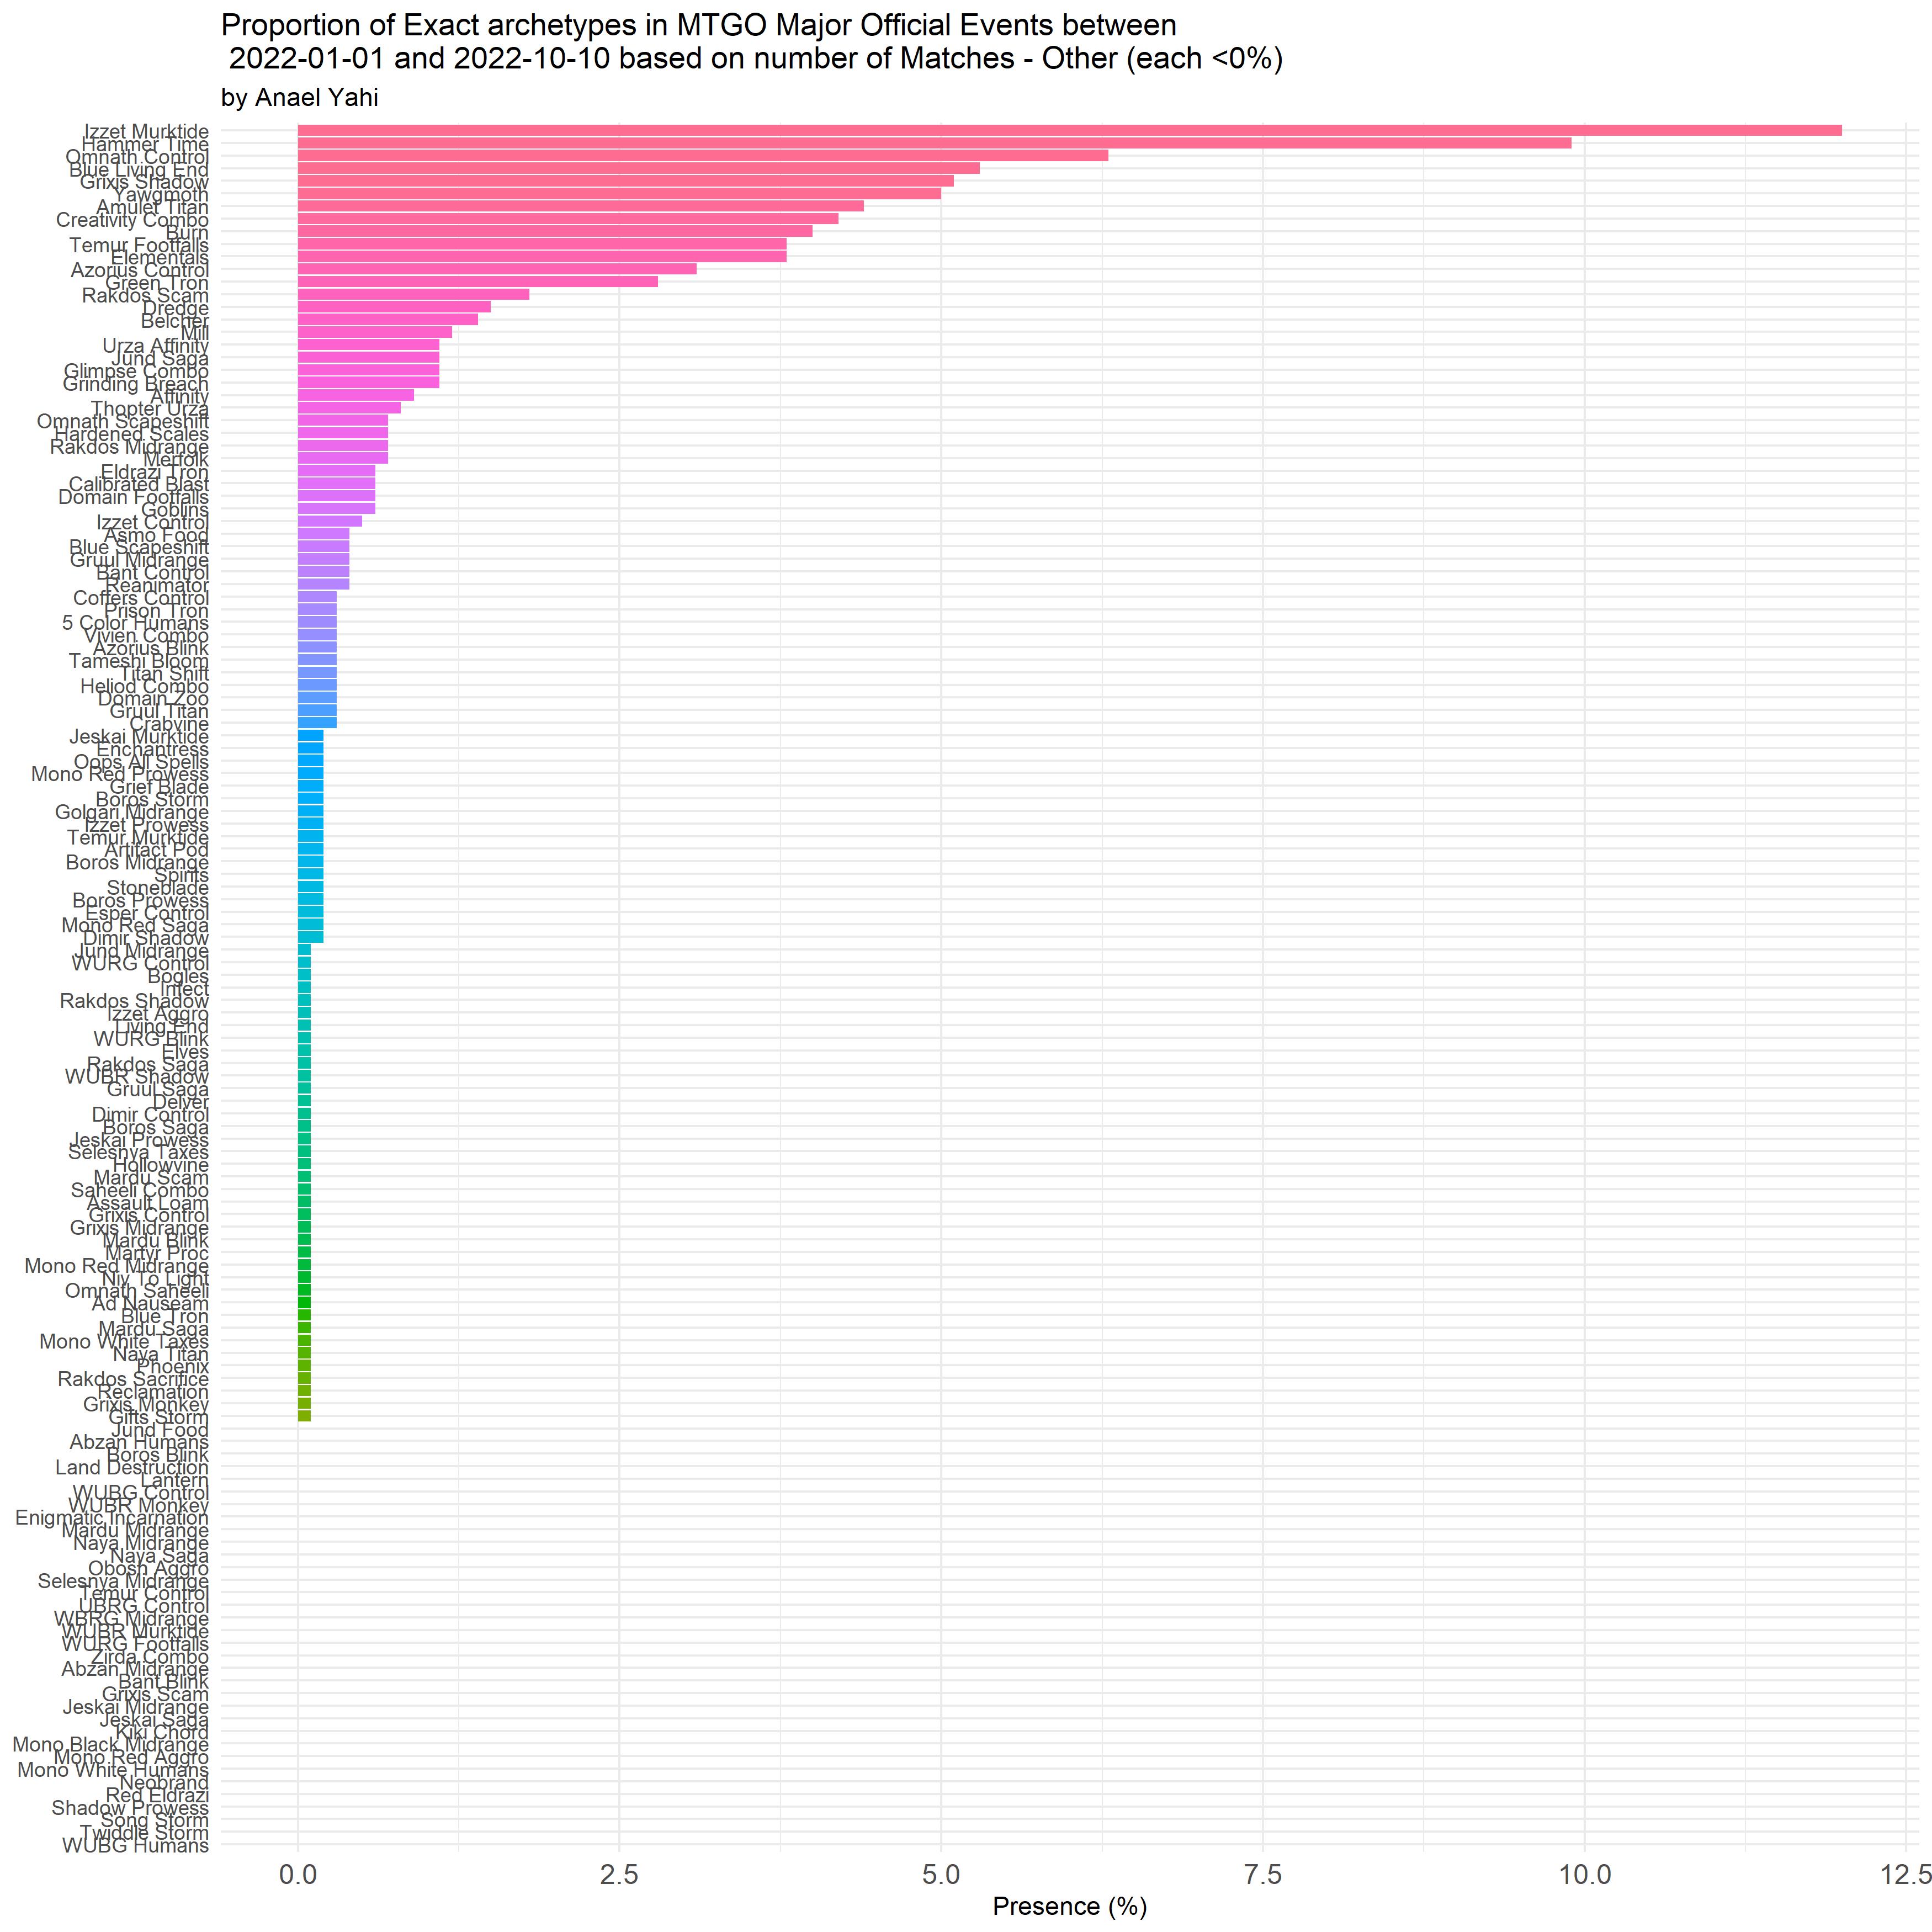 Proportion of Exact archetypes in MTGO Major Official Events between
2022-01-01 and 2022-10-10 based on number of Matches - Other (each <0%)
by Anael Yahi
Izzet Murktide
Hammer Time
Omnath Control
Blue Living End
Grixis Shadow
Yawgmoth
Amulet Titan
Creativity Combo
Burn
Temur Footfalls
Elementals
Azorius Control
Green Tron
Rakdos Scam
Dredge
Belcher
Mill
Urza Affinity
Jund Saga
Glimpse Combo
Grinding Breach
Affinity
Thopter Urza
Omnath Scapeshift
Hardened Scales
Rakdos Midrange
Merfolk
Eldrazi Tron
Calibrated Blast
Domain Footfalls
Goblins
Izzet Control
Asmo Food
Blue Scapeshift
Gruul Midrange
Bant Control
Reanimator
Coffers Control
Prison Tron
5 Color Humans
Vivien Combo
Azorius Blink
Tameshi Bloom
Titan Shift
Heliod Combo
Domain Zoo
Gruul Titan
Crabvine
Jeskai Murktide
Enchantress
Oops All Spells
Mono Red Prowess
Grief Blade
Boros Storm
Golgari Midrange
Izzet Prowess
Temur Murktide
Artifact Pod
Boros Midrange
Spirits
Stoneblade
Boros Prowess
Esper Control
Mono Red Saga
Dimir Shadow
Jund Midrange
WURG Control
Bogles
Infect
Rakdos Shadow
Izzet Aggro
Living End
WURG Blink
Elves
Rakdos Saga
WUBR Shadow
Gruul Saga
Delver
Dimir Control
Boros Saga
Jeskai Prowess
Selesnya Taxes
Hollowvine
Mardu Scam
Saheeli Combo
Assault Loam
Grixis Control
Grixis Midrange
Mardu Blink
Martyr Proc
Mono Red Midrange
Niv To Light
Omnath Saheeli
Ad Nauseam
Blue Tron
Mardu Saga
Mono White Taxes
Naya Titan
Phoenix
Rakdos Sacrifice
Reclamation
Grixis Monkey
Gifts Storm
Jund Food
Abzan Humans
Boros Blink
Land Destruction
Lantern
WUBG Control
WUBR Monkey
Enigmatic Incarnation
Mardu Midrange
Naya Midrange
Naya Saga
Obosh Aggro
Selesnya Midrange
Temur Control
UBRG Control
WBRG Midrange
WUBR Murktide
WURG Footfalls
Zirda Combo
Abzan Midrange
Bant Blink
Grixis Scam
Jeskai Midrange
Jeskai Saga
Kiki Chord
Mono Black Midrange
Mono Red Aggro
Mono White Humans
Neobrand
Red Eldrazi
Shadow Prowess
Song Storm
Twiddle Storm
WUBG Humans
0.0 2.5 5.0 7.5 10.0 12.5
Presence (%)